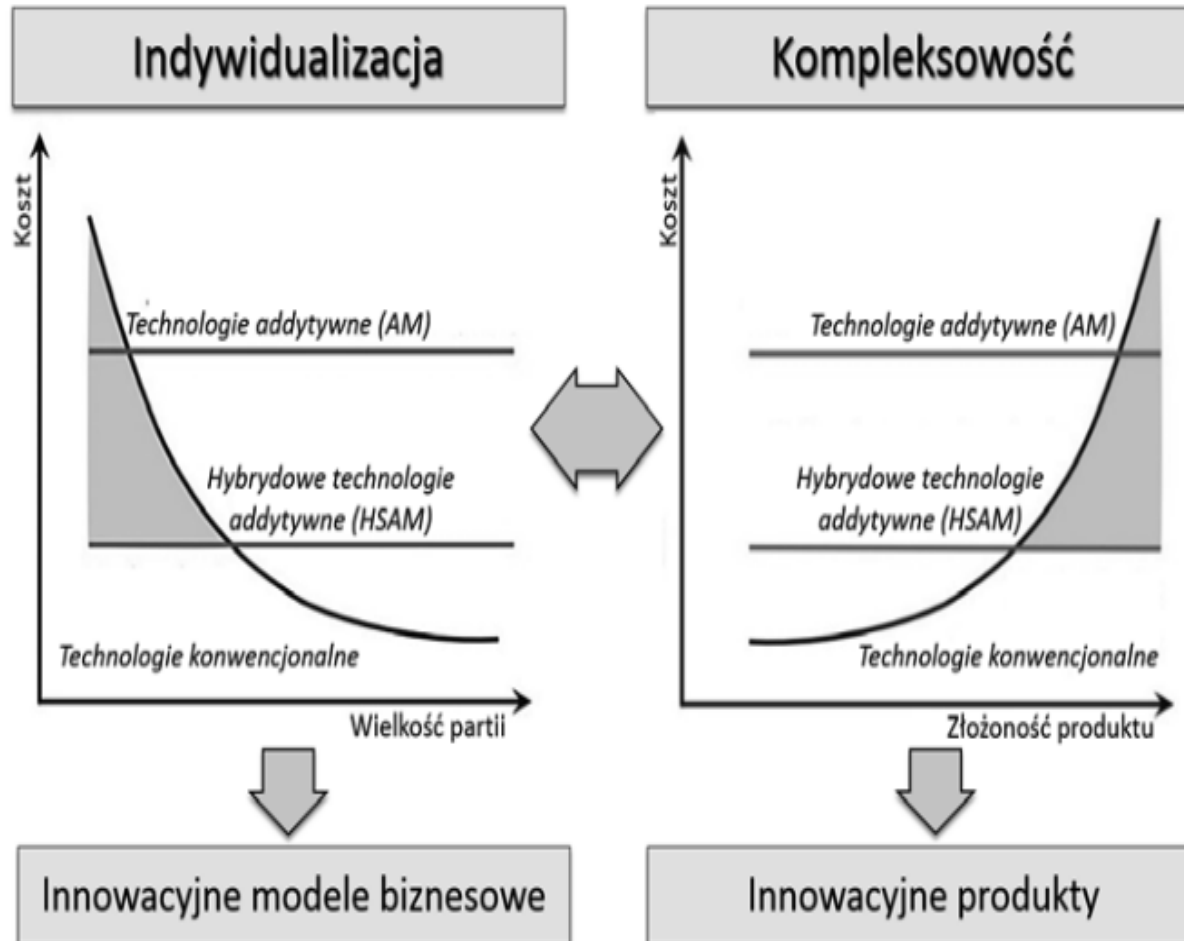 Indywidualizacja
Koszt
Technologie addytywne (AM)
Hybrydowe technologie
addytywne (HSAM)
Technologie konwencjonalne
Wielkość partii
Innowacyjne modele biznesowe
Kompleksowość
Koszt
Technologie addytywne (AM)
Hybrydowe technologie
addytywne (HSAM)
Technologie konwencjonalne
Złożoność produktu
Innowacyjne produkty